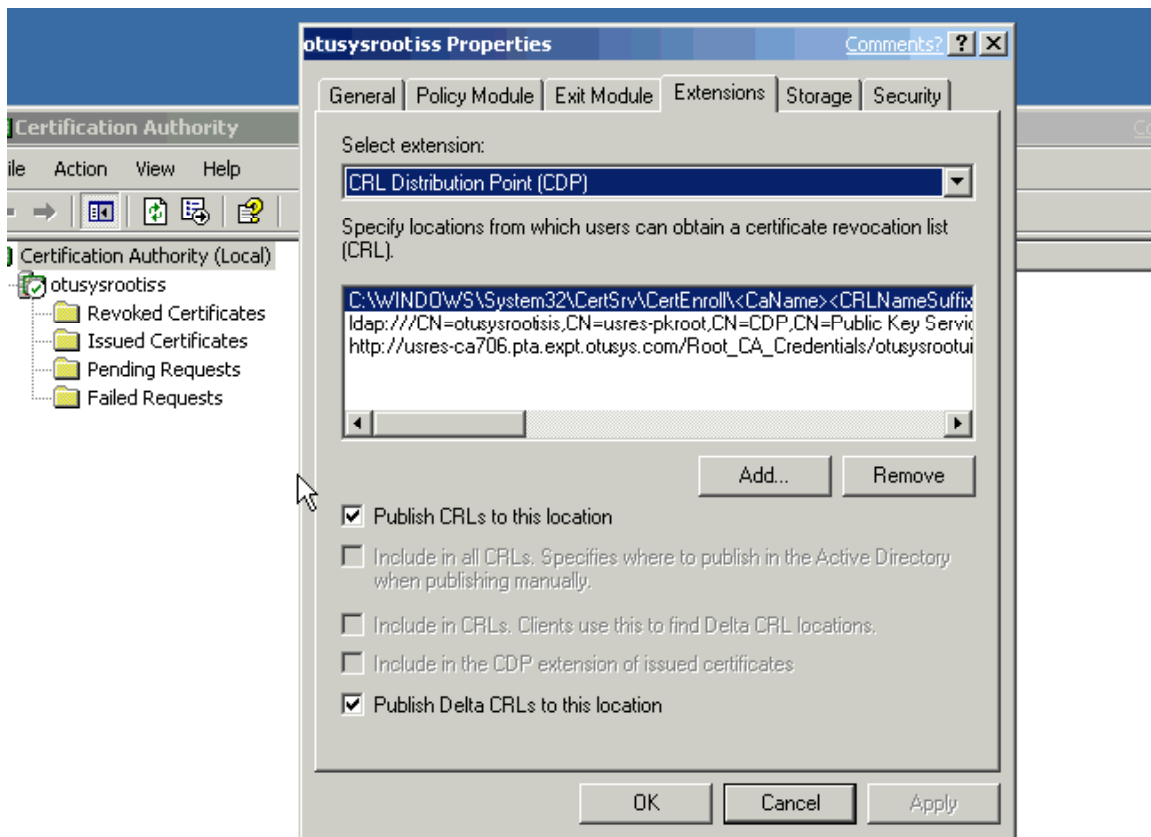 otusysrootiss Properties
Comments?
General
Policy Module
Exit Module
Extensions
Storage
Security
Certification Authority
File Action View Help
Select extension:
CRL Distribution Point (CDP)
Specify locations from which users can obtain a certificate revocation list
(CRL).
C:\WINDOWS\System32\CertSrv\CertEnroll\<CaName><CRLNameSuffix
ldap:///CN=otusysrootisis,CN=usres-pkroot,CN=CDP,CN=Public Key Servic
http://usres-ca706.pta.expt.otusys.com/Root_CA_Credentials/otusysrootui
Certification Authority (Local)
otusysrootiss
Revoked Certificates
Issued Certificates
Pending Requests
Failed Requests
Add...
Remove
Publish CRLs to this location
Include in all CRLs. Specifies where to publish in the Active Directory
when publishing manually.
Include in CRLs. Clients use this to find Delta CRL locations.
Include in the CDP extension of issued certificates
Publish Delta CRLs to this location
OK
Cancel
Apply